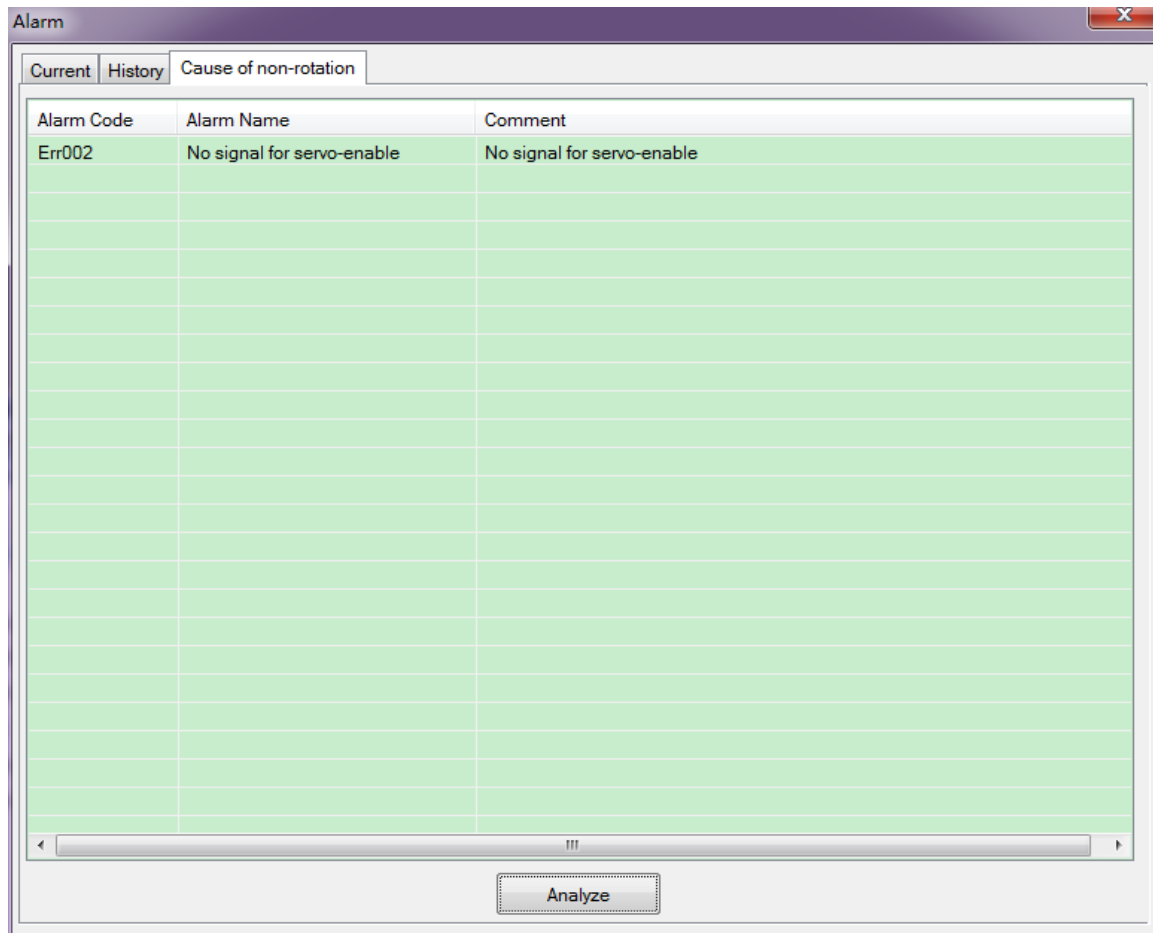 Alarm
Current History Cause of non-rotation
Alarm Code Alarm Name Comment
Err002 No signal for servo-enable No signal for servo-enable
Analyze